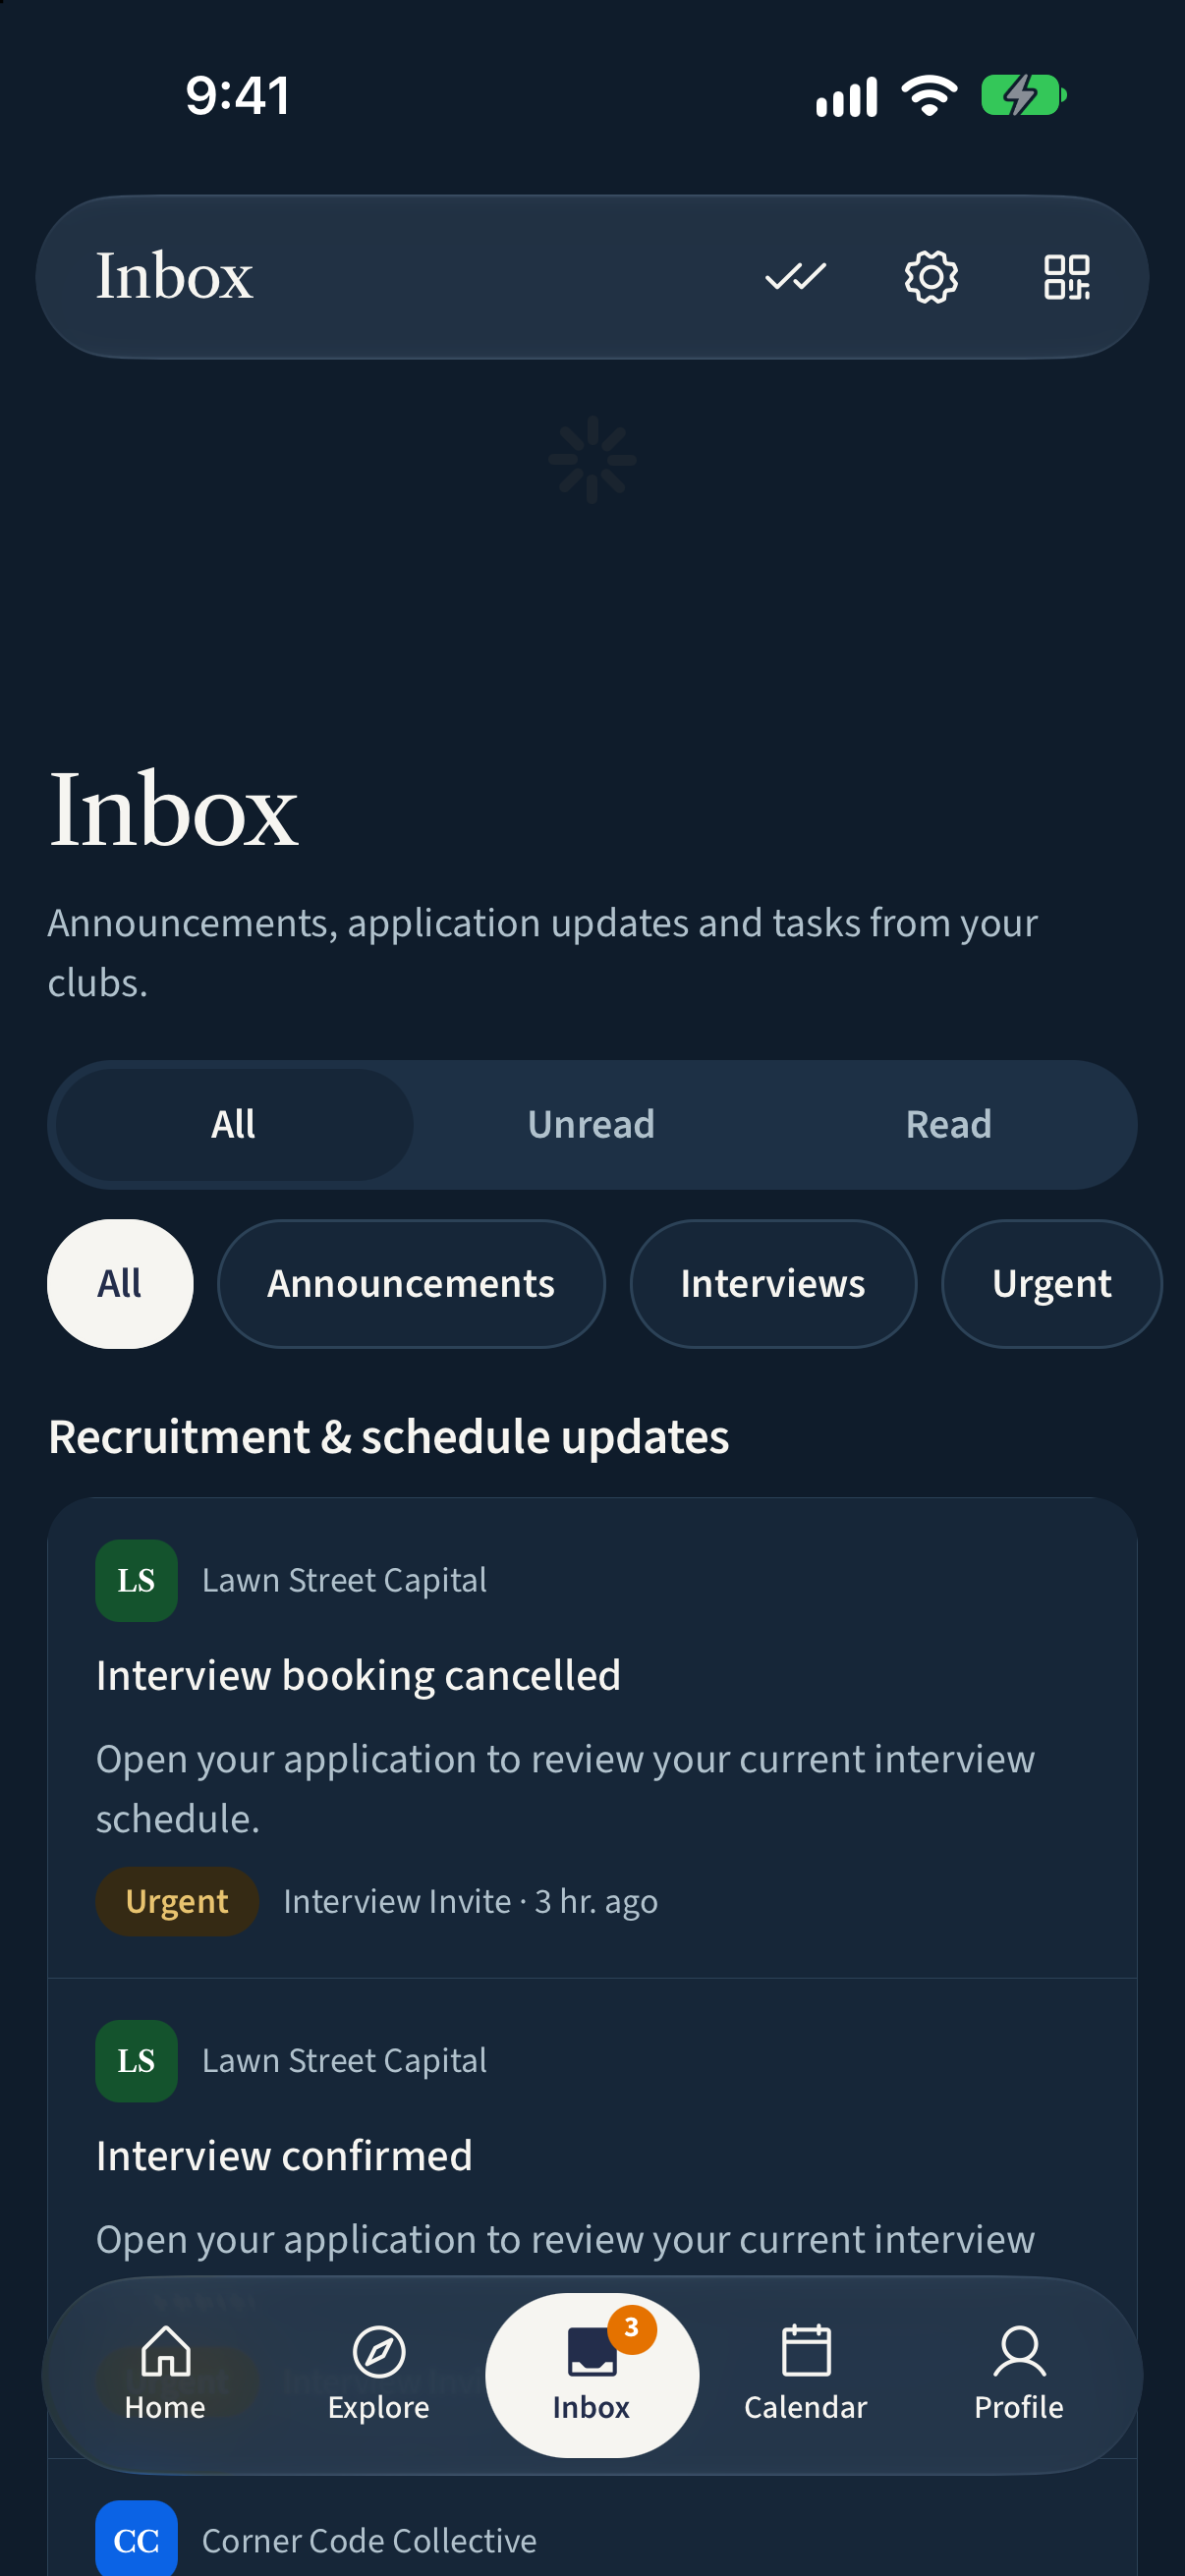 9:41
Inbox
Inbox
Announcements, application updates and tasks from your
clubs.
All Unread Read
All Announcements Interviews Urgent
Recruitment & schedule updates
LS Lawn Street Capital
Interview booking cancelled
Open your application to review your current interview
schedule.
Urgent Interview Invite · 3 hr. ago
LS Lawn Street Capital
Interview confirmed
Open your application to review your current interview
3
Home Explore Inbox Calendar Profile
CC Corner Code Collective